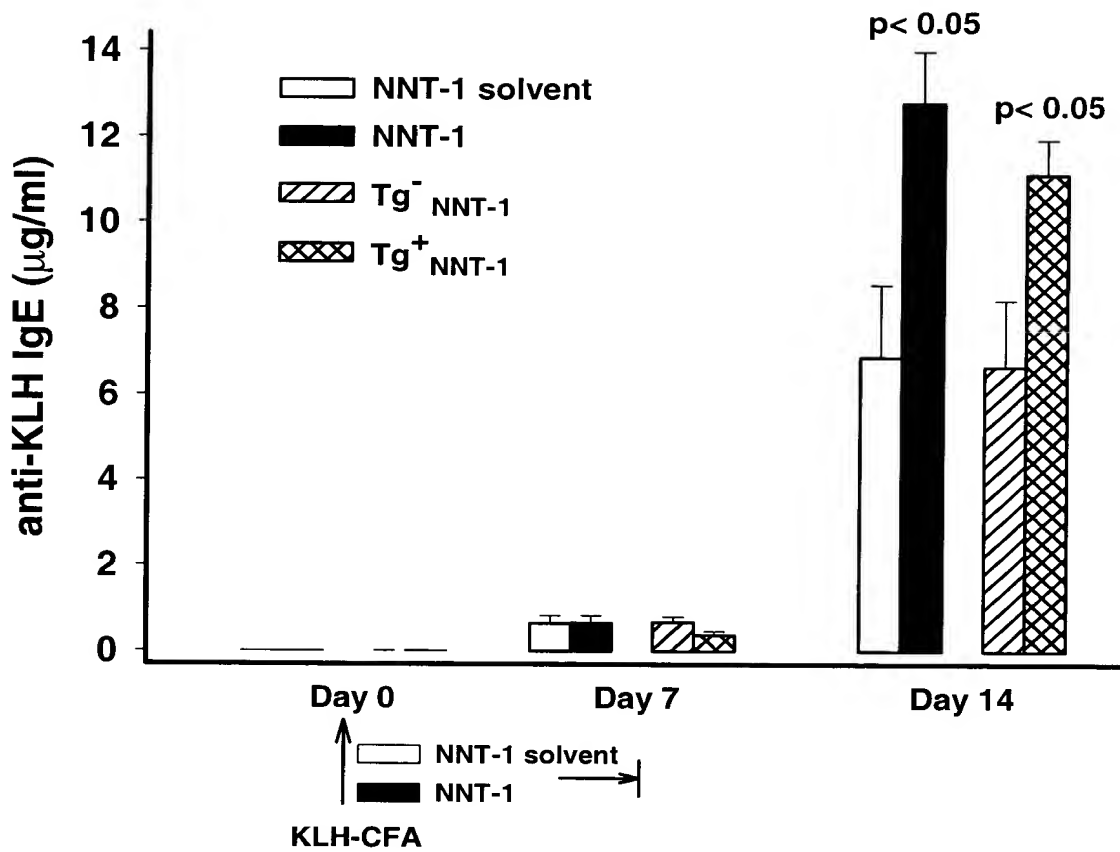 p< 0.05
p< 0.05
14
12
10
8
6
4
2
0
anti-KLH IgE (μg/ml)
NNT-1 solvent
NNT-1
Tg⁻ NNT-1
Tg⁺ NNT-1
Day 0
Day 7
Day 14
NNT-1 solvent
NNT-1
KLH-CFA